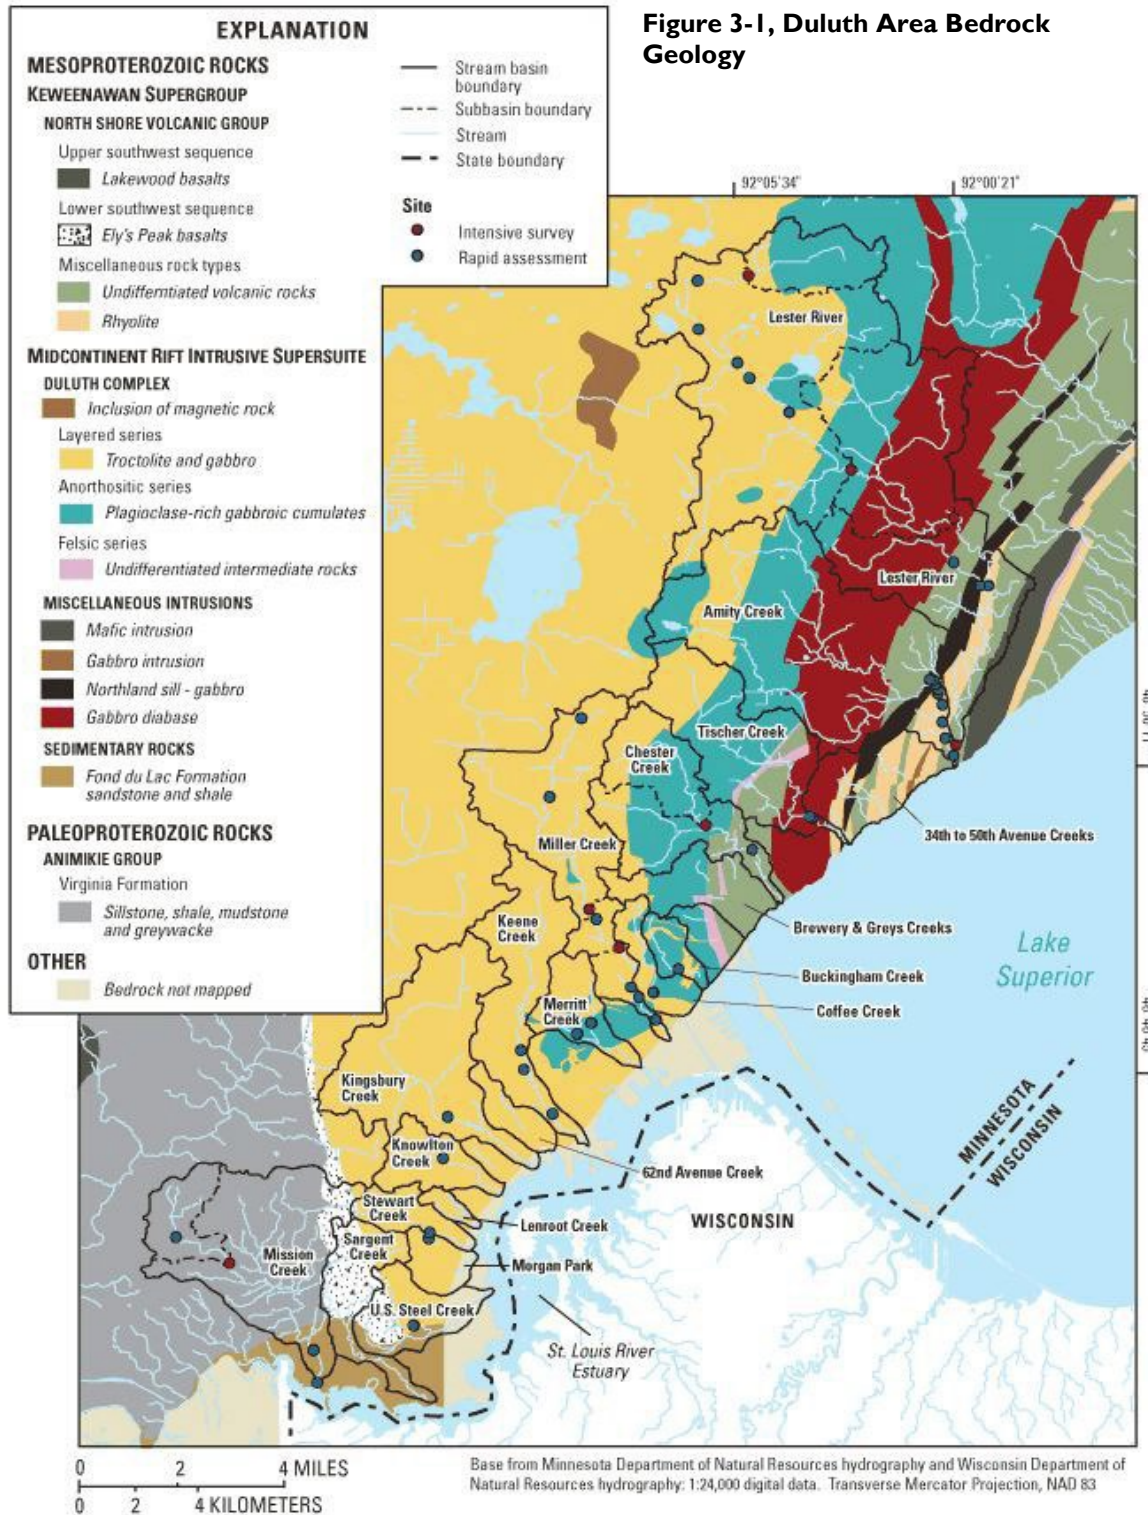 Figure 3-1, Duluth Area Bedrock
Geology
EXPLANATION
MESOPROTEROZOIC ROCKS
KEWEENAWAN SUPERGROUP
NORTH SHORE VOLCANIC GROUP
Upper southwest sequence
Lakewood basalts
Lower southwest sequence
Ely's Peak basalts
Miscellaneous rock types
Undifferntiated volcanic rocks
Rhyolite
MIDCONTINENT RIFT INTRUSIVE SUPERSUITE
DULUTH COMPLEX
Inclusion of magnetic rock
Layered series
Troctolite and gabbro
Anorthositic series
Plagioclase-rich gabbroic cumulates
Felsic series
Undifferentiated intermediate rocks
MISCELLANEOUS INTRUSIONS
Mafic intrusion
Gabbro intrusion
Northland sill - gabbro
Gabbro diabase
SEDIMENTARY ROCKS
Fond du Lac Formation
sandstone and shale
PALEOPROTEROZOIC ROCKS
ANIMIKIE GROUP
Virginia Formation
Sillstone, shale, mudstone
and greywacke
OTHER
Bedrock not mapped
Stream basin
boundary
Subbasin boundary
Stream
State boundary
Site
Intensive survey
Rapid assessment
92°05'34"
92°00'21"
Lester River
Lester River
Amity Creek
Tischer Creek
Chester
Creek
34th to 50th Avenue Creeks
Miller Creek
Keene
Creek
Brewery & Greys Creeks
Lake
Superior
Buckingham Creek
Merritt
Creek
Coffee Creek
Kingsbury
Creek
MINNESOTA
WISCONSIN
Knowlton
Creek
62nd Avenue Creek
Stewart
Creek
Lenroot Creek
WISCONSIN
Sargent
Creek
Mission
Creek
Morgan Park
U.S. Steel Creek
St. Louis River
Estuary
0 2 4 MILES
0 2 4 KILOMETERS
Base from Minnesota Department of Natural Resources hydrography and Wisconsin Department of
Natural Resources hydrography: 1:24,000 digital data. Transverse Mercator Projection, NAD 83